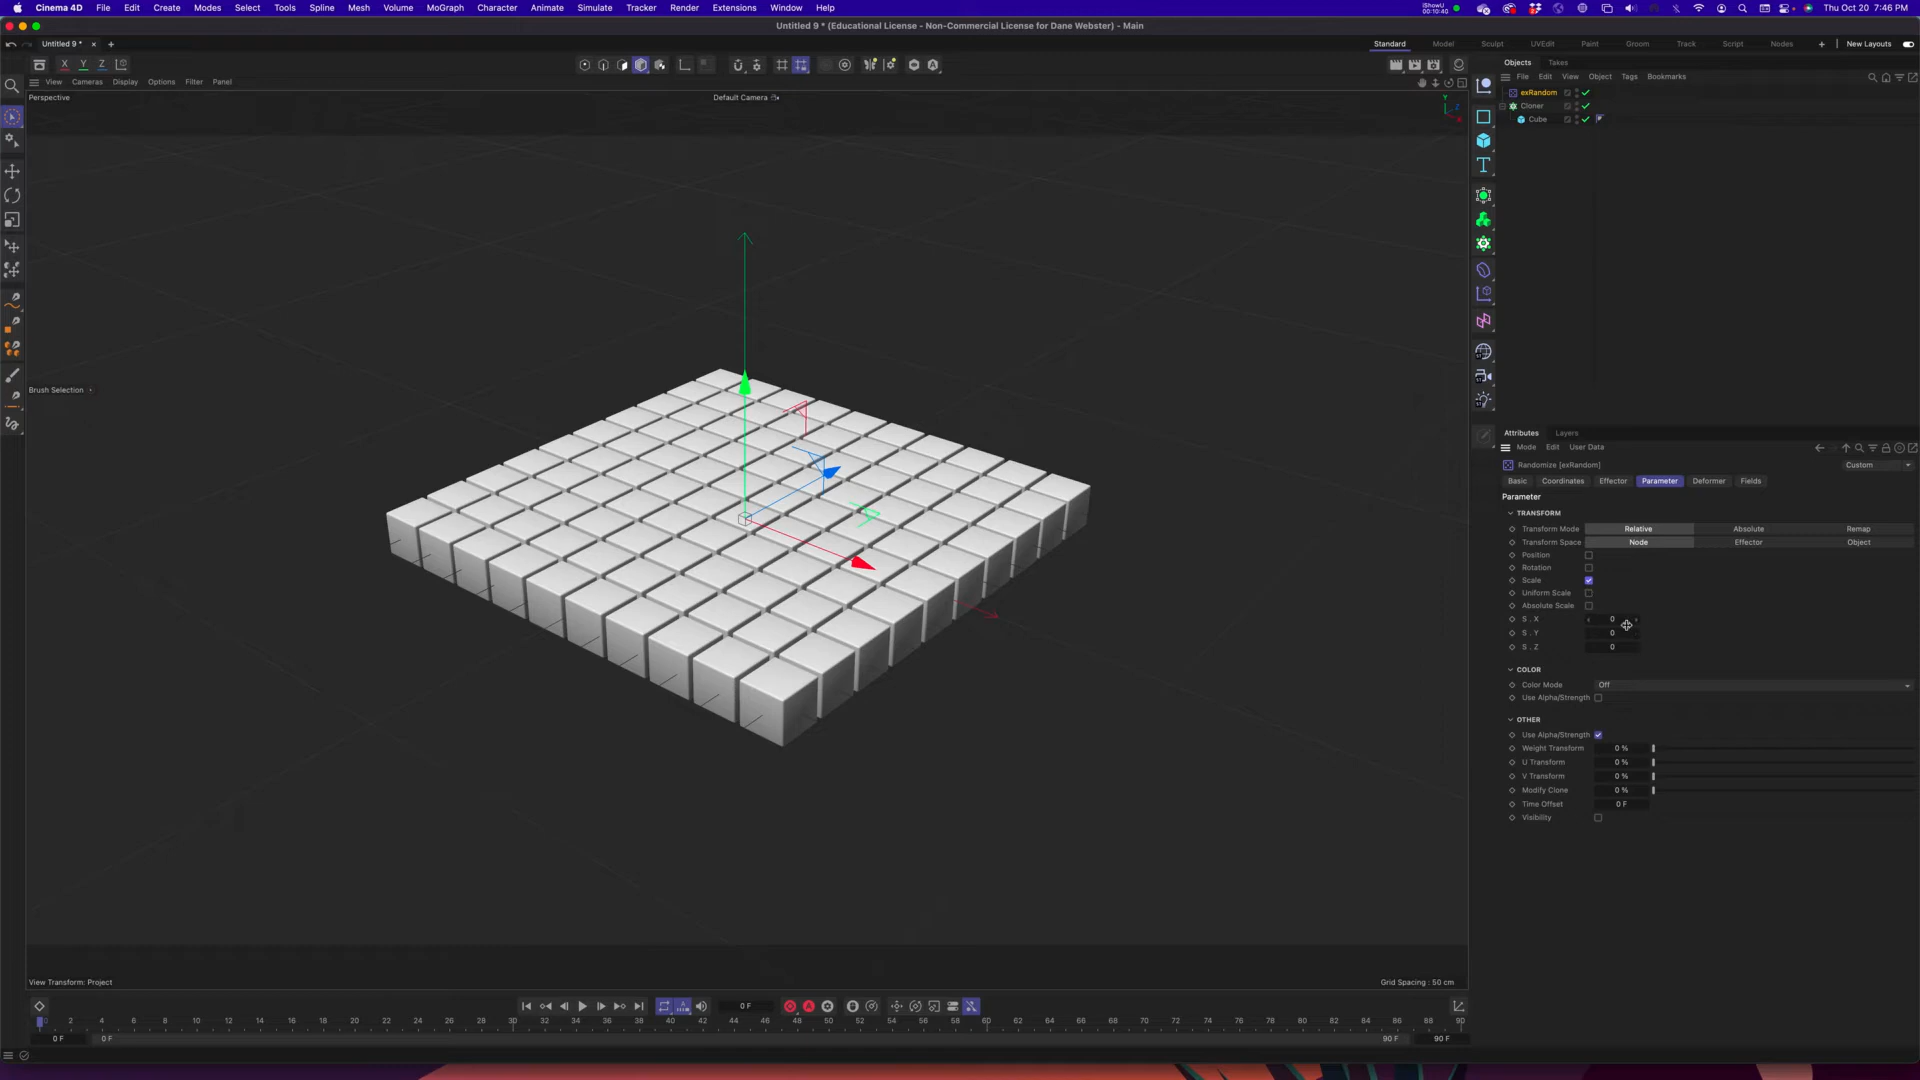 Cinema 4D File Edit Create Modes Select Tools Spline Mesh Volume MoGraph Character Animate Simulate Tracker Render Extensions Window Help
iShowU
00:10:40
Thu Oct 20 7:46 PM
Untitled 9 * (Educational License - Non-Commercial License for Dane Webster) - Main
Untitled 9 *
Standard Model Sculpt UVEdit Paint Groom Track Script Nodes New Layouts
X Y Z
View Cameras Display Options Filter Panel
Perspective
Default Camera
Y
Z
X
Brush Selection
View Transform: Project
Grid Spacing : 50 cm
Objects Takes
File Edit View Object Tags Bookmarks
exRandom
Cloner
Cube
Attributes Layers
Mode Edit User Data
Randomize [exRandom]
Custom
Basic Coordinates Effector Parameter Deformer Fields
Parameter
TRANSFORM
Transform Mode Relative Absolute Remap
Transform Space Node Effector Object
Position
Rotation
Scale
Uniform Scale
Absolute Scale
S . X 0
S . Y 0
S . Z 0
COLOR
Color Mode Off
Use Alpha/Strength
OTHER
Use Alpha/Strength
Weight Transform 0 %
U Transform 0 %
V Transform 0 %
Modify Clone 0 %
Time Offset 0 F
Visibility
0 F
0 2 4 6 8 10 12 14 16 18 20 22 24 26 28 30 32 34 36 38 40 42 44 46 48 50 52 54 56 58 60 62 64 66 68 70 72 74 76 78 80 82 84 86 88 90
0 F 0 F 90 F 90 F